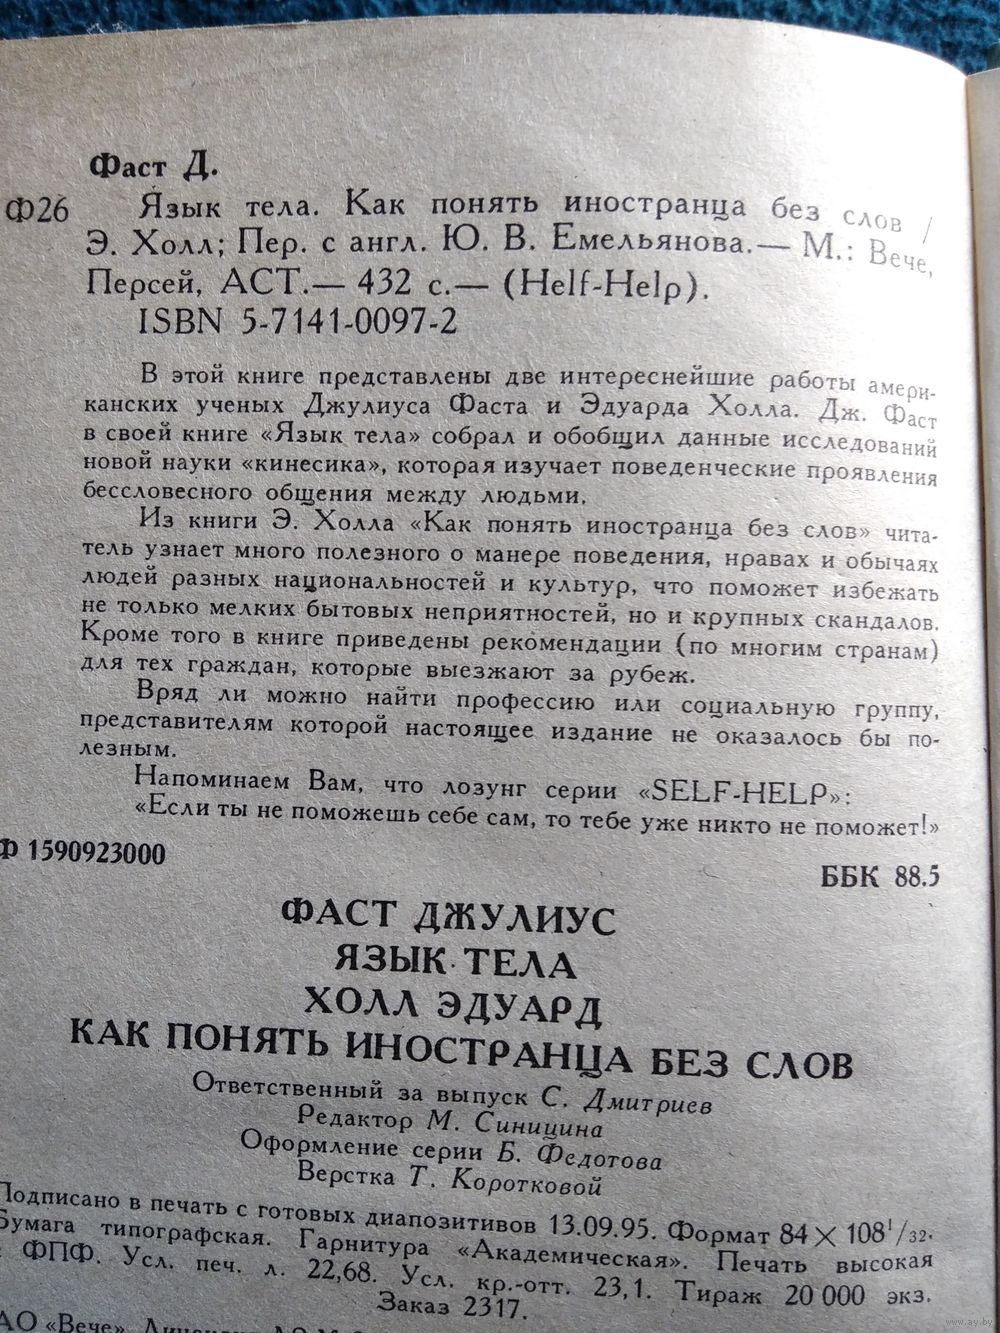 Фаст Д.
Ф26 Язык тела. Как понять иностранца без слов /
Э. Холл; Пер. с англ. Ю. В. Емельянова.— М.: Вече,
Персей, АСТ.— 432 с.— (Helf-Help).
ISBN 5-7141-0097-2
В этой книге представлены две интереснейшие работы амери-
канских ученых Джулиуса Фаста и Эдуарда Холла. Дж. Фаст
в своей книге «Язык тела» собрал и обобщил данные исследований
новой науки «кинесика», которая изучает поведенческие проявления
бессловесного общения между людьми.
Из книги Э. Холла «Как понять иностранца без слов» чита-
тель узнает много полезного о манере поведения, нравах и обычаях
людей разных национальностей и культур, что поможет избежать
не только мелких бытовых неприятностей, но и крупных скандалов.
Кроме того в книге приведены рекомендации (по многим странам)
для тех граждан, которые выезжают за рубеж.
Вряд ли можно найти профессию или социальную группу,
представителям которой настоящее издание не оказалось бы по-
лезным.
Напоминаем Вам, что лозунг серии «SELF-HELP»:
«Если ты не поможешь себе сам, то тебе уже никто не поможет!»
Ф 1590923000
ББК 88.5
ФАСТ ДЖУЛИУС
ЯЗЫК ТЕЛА
ХОЛЛ ЭДУАРД
КАК ПОНЯТЬ ИНОСТРАНЦА БЕЗ СЛОВ
Ответственный за выпуск С. Дмитриев
Редактор М. Синицина
Оформление серии Б. Федотова
Верстка Т. Коротковой
Подписано в печать с готовых диапозитивов 13.09.95. Формат 84×108¹/₃₂.
Бумага типографская. Гарнитура «Академическая». Печать высокая
с ФПФ. Усл. печ. л. 22,68. Усл. кр.-отт. 23,1. Тираж 20 000 экз.
Заказ 2317.
АО «Вече».
www.ay.by